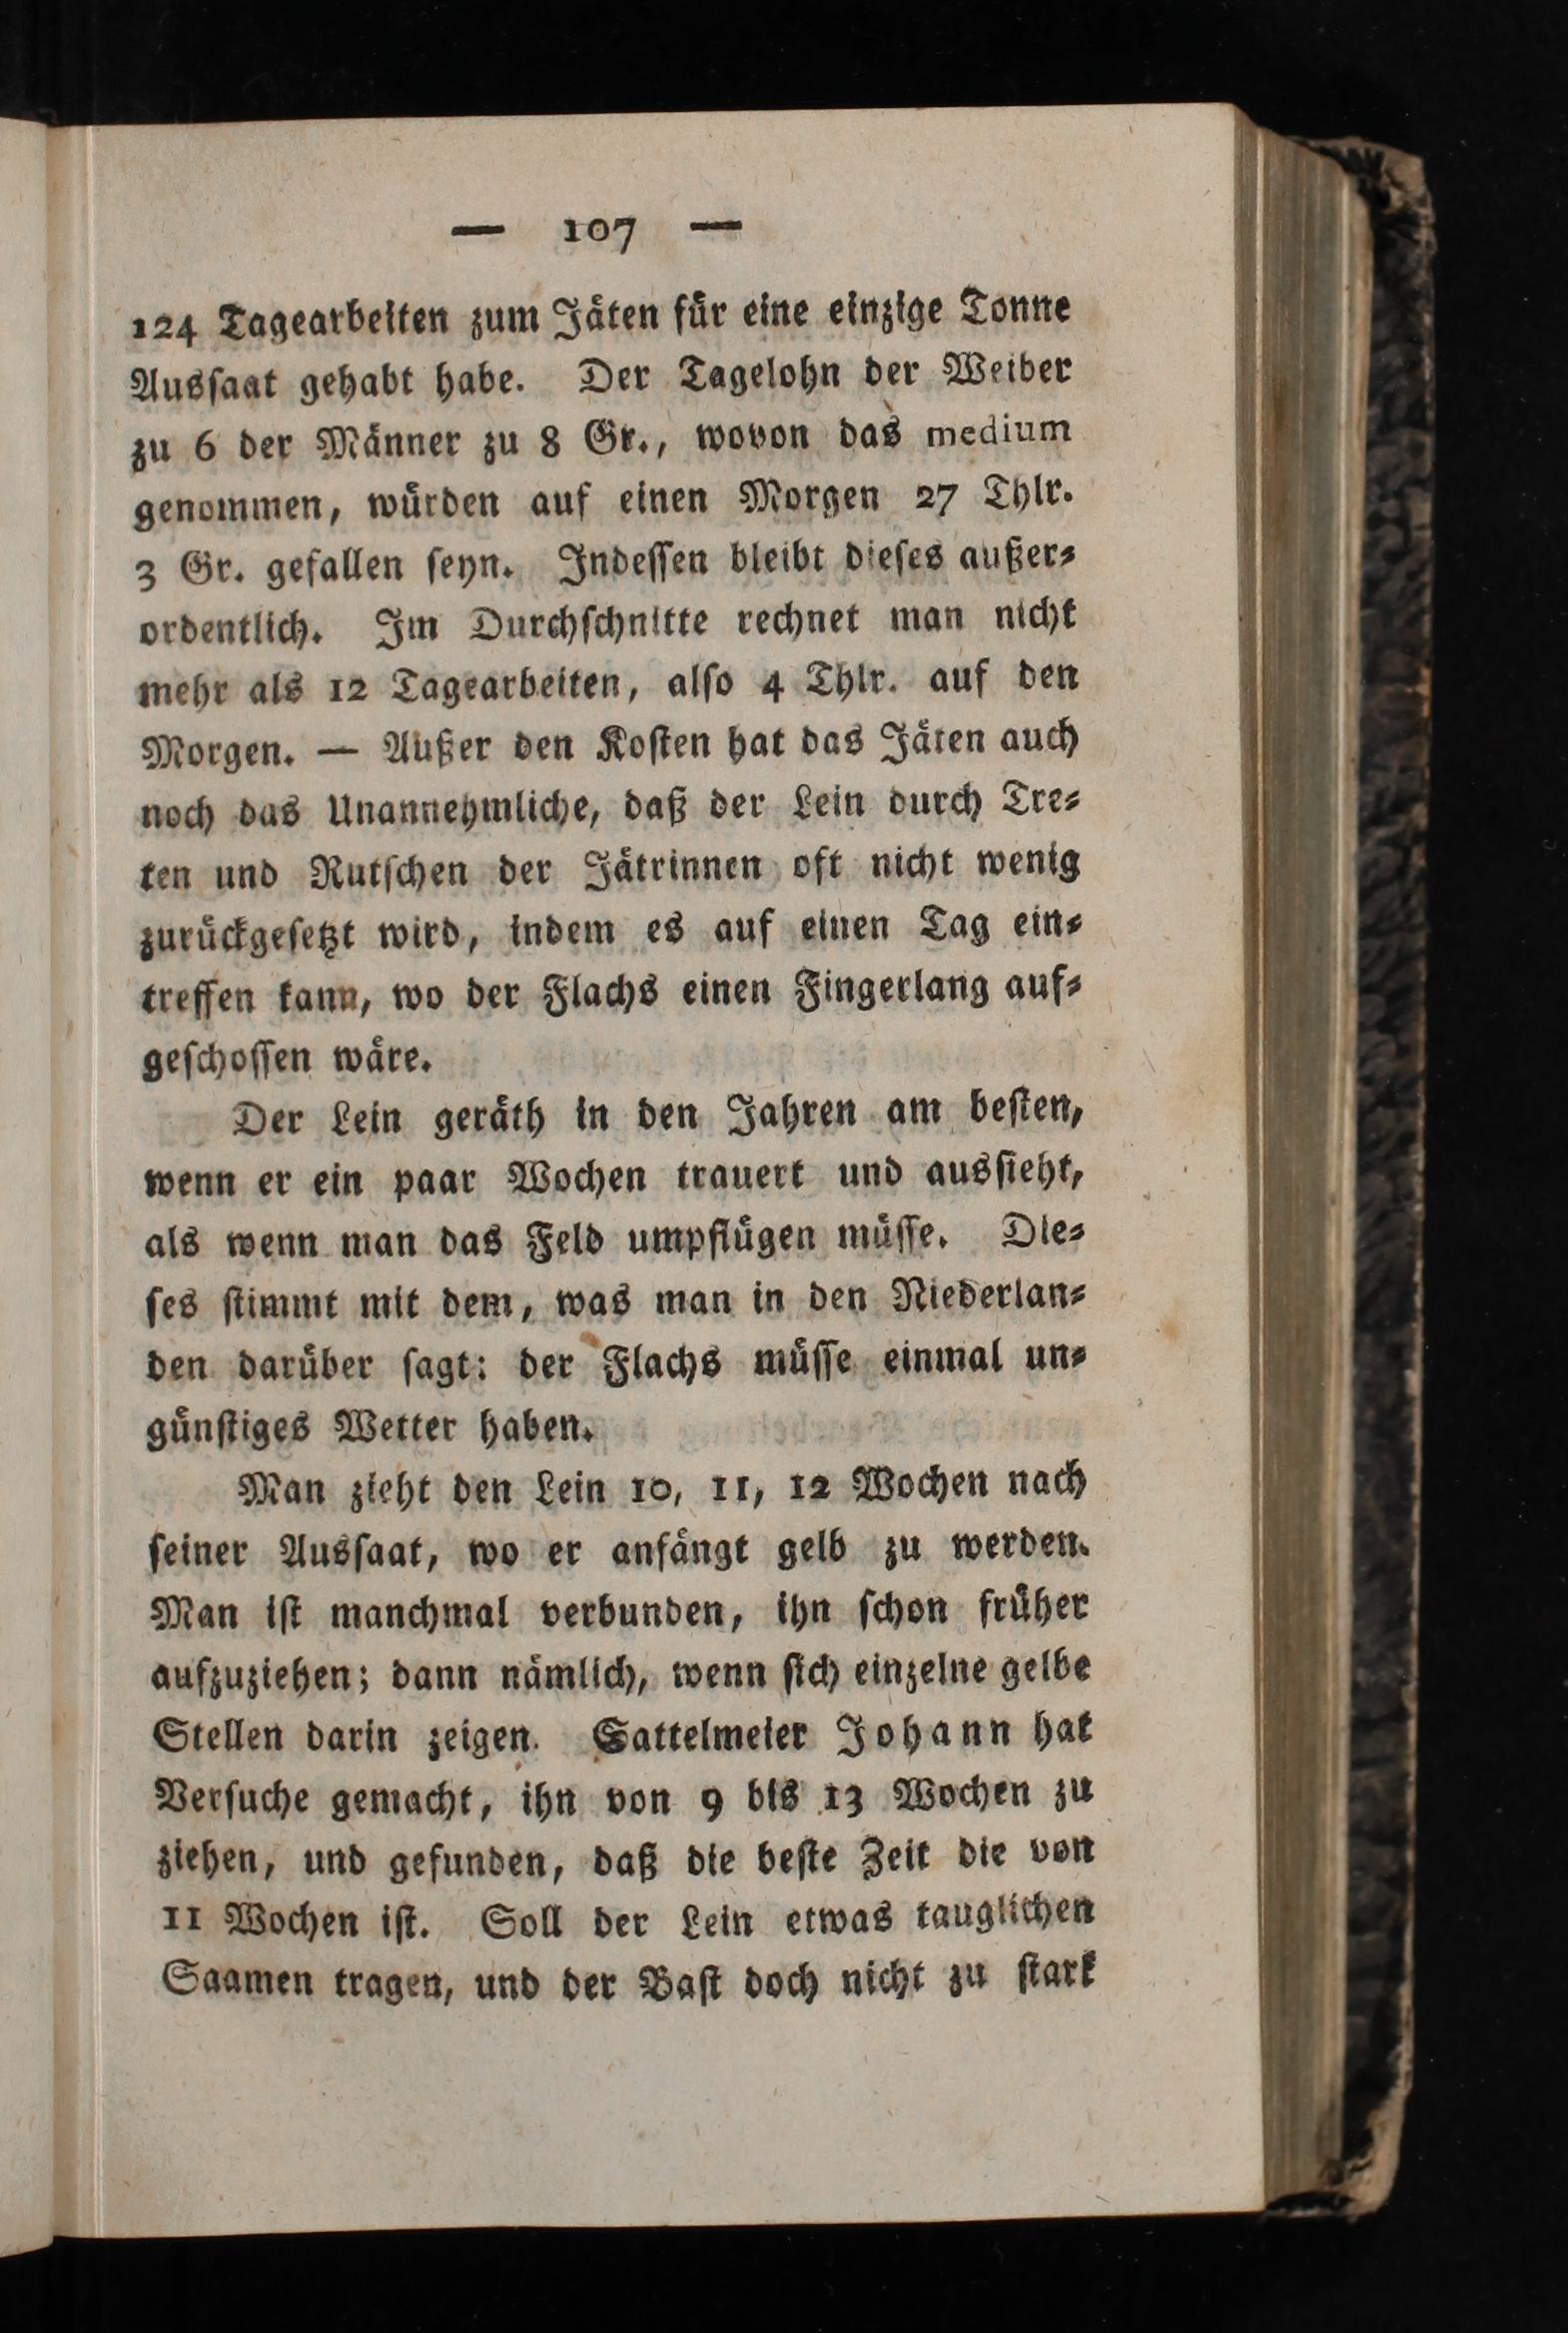 — 107 —
124 Tagearbeiten zum Jäten für eine einzige Tonne
Ausſaat gehabt habe. Der Tagelohn der Weiber
zu 6 der Männer zu 8 Gr., wovon das medium
genommen, würden auf einen Morgen 27 Thlr.
3 Gr. gefallen ſeyn. Indeſſen bleibt dieſes außer⸗
ordentlich. Im Durchſchnitte rechnet man nicht
mehr als 12 Tagearbeiten, alſo 4 Thlr. auf den
Morgen. — Außer den Koſten hat das Jäten auch
noch das Unannehmliche, daß der Lein durch Tre⸗
ten und Rutſchen der Jätrinnen oft nicht wenig
zurückgeſetzt wird, indem es auf einen Tag ein⸗
treffen kann, wo der Flachs einen Fingerlang auf⸗
geſchoſſen wäre.
Der Lein geräth in den Jahren am beſten,
wenn er ein paar Wochen trauert und ausſieht,
als wenn man das Feld umpflügen müſſe. Die⸗
ſes ſtimmt mit dem, was man in den Niederlan⸗
den darüber ſagt: der Flachs müſſe einmal un⸗
günſtiges Wetter haben.
Man zieht den Lein 10, 11, 12 Wochen nach
ſeiner Ausſaat, wo er anfängt gelb zu werden.
Man iſt manchmal verbunden, ihn ſchon früher
aufzuziehen; dann nämlich, wenn ſich einzelne gelbe
Stellen darin zeigen. Sattelmeier Johann hat
Verſuche gemacht, ihn von 9 bis 13 Wochen zu
ziehen, und gefunden, daß die beſte Zeit die von
11 Wochen iſt. Soll der Lein etwas tauglichen
Saamen tragen, und der Baſt doch nicht zu ſtark